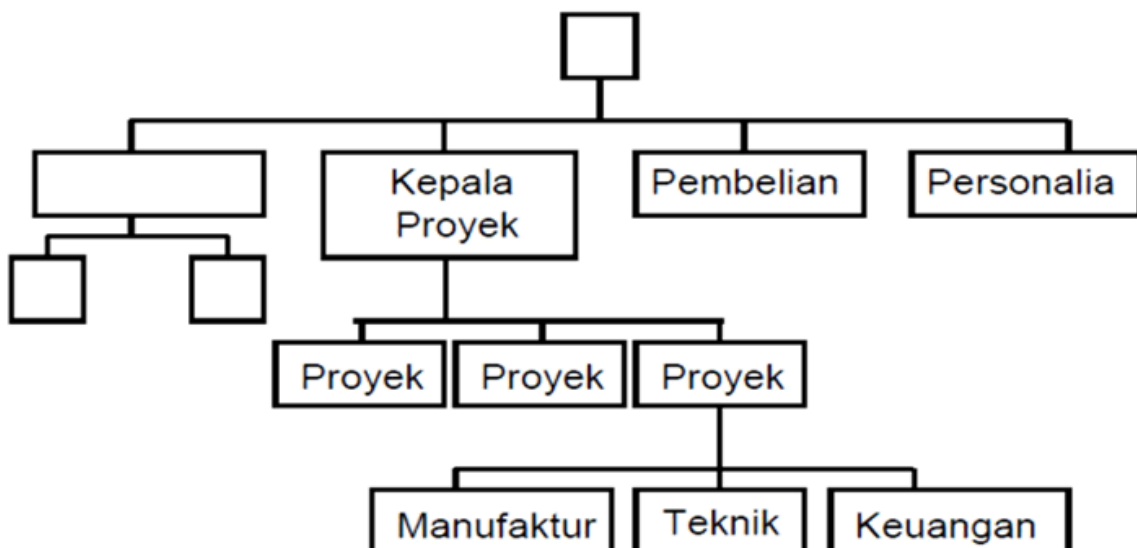 Kepala
Proyek
Pembelian
Personalia
Proyek
Proyek
Proyek
Manufaktur
Teknik
Keuangan